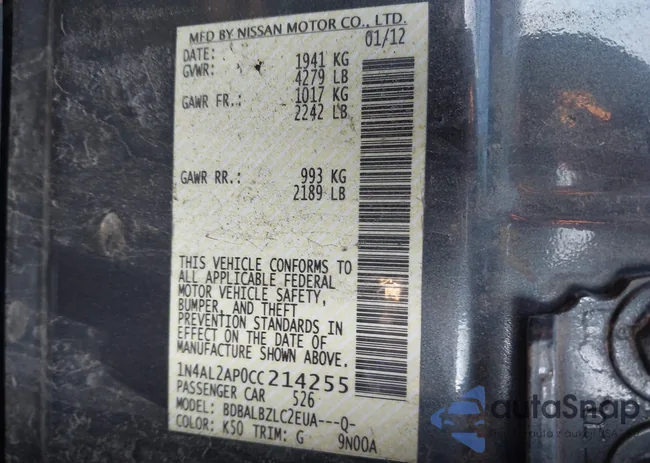 MFD BY NISSAN MOTOR CO., LTD.
DATE: 01/12
GVWR: 1941 KG
4279 LB
GAWR FR.: 1017 KG
2242 LB
GAWR RR.: 993 KG
2189 LB
THIS VEHICLE CONFORMS TO
ALL APPLICABLE FEDERAL
MOTOR VEHICLE SAFETY,
BUMPER, AND THEFT
PREVENTION STANDARDS IN
EFFECT ON THE DATE OF
MANUFACTURE SHOWN ABOVE.
1N4AL2AP0CC214255
PASSENGER CAR 526
MODEL: BDBALBZLC2EUA---Q-
COLOR: K50 TRIM: G 9N00A
autoSnap